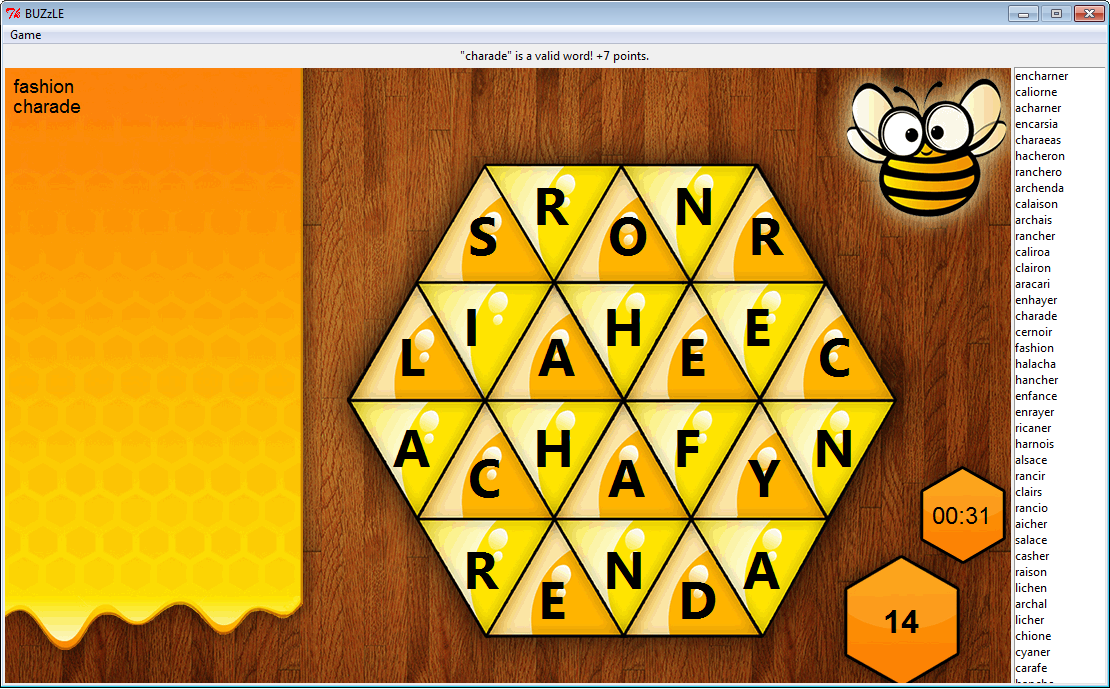 BUZzLE
Game
"charade" is a valid word! +7 points.
fashion
charade
S R O N R
L I A H E E C
A C H A F Y N
R E N D A
00:31
14
encharner
caliorne
acharner
encarsia
charaeas
hacheron
ranchero
archenda
calaison
archais
rancher
caliroa
clairon
aracari
enhayer
charade
cernoir
fashion
halacha
hancher
enfance
enrayer
ricaner
harnois
alsace
rancir
clairs
rancio
aicher
salace
casher
raison
lichen
archal
licher
chione
cyaner
carafe